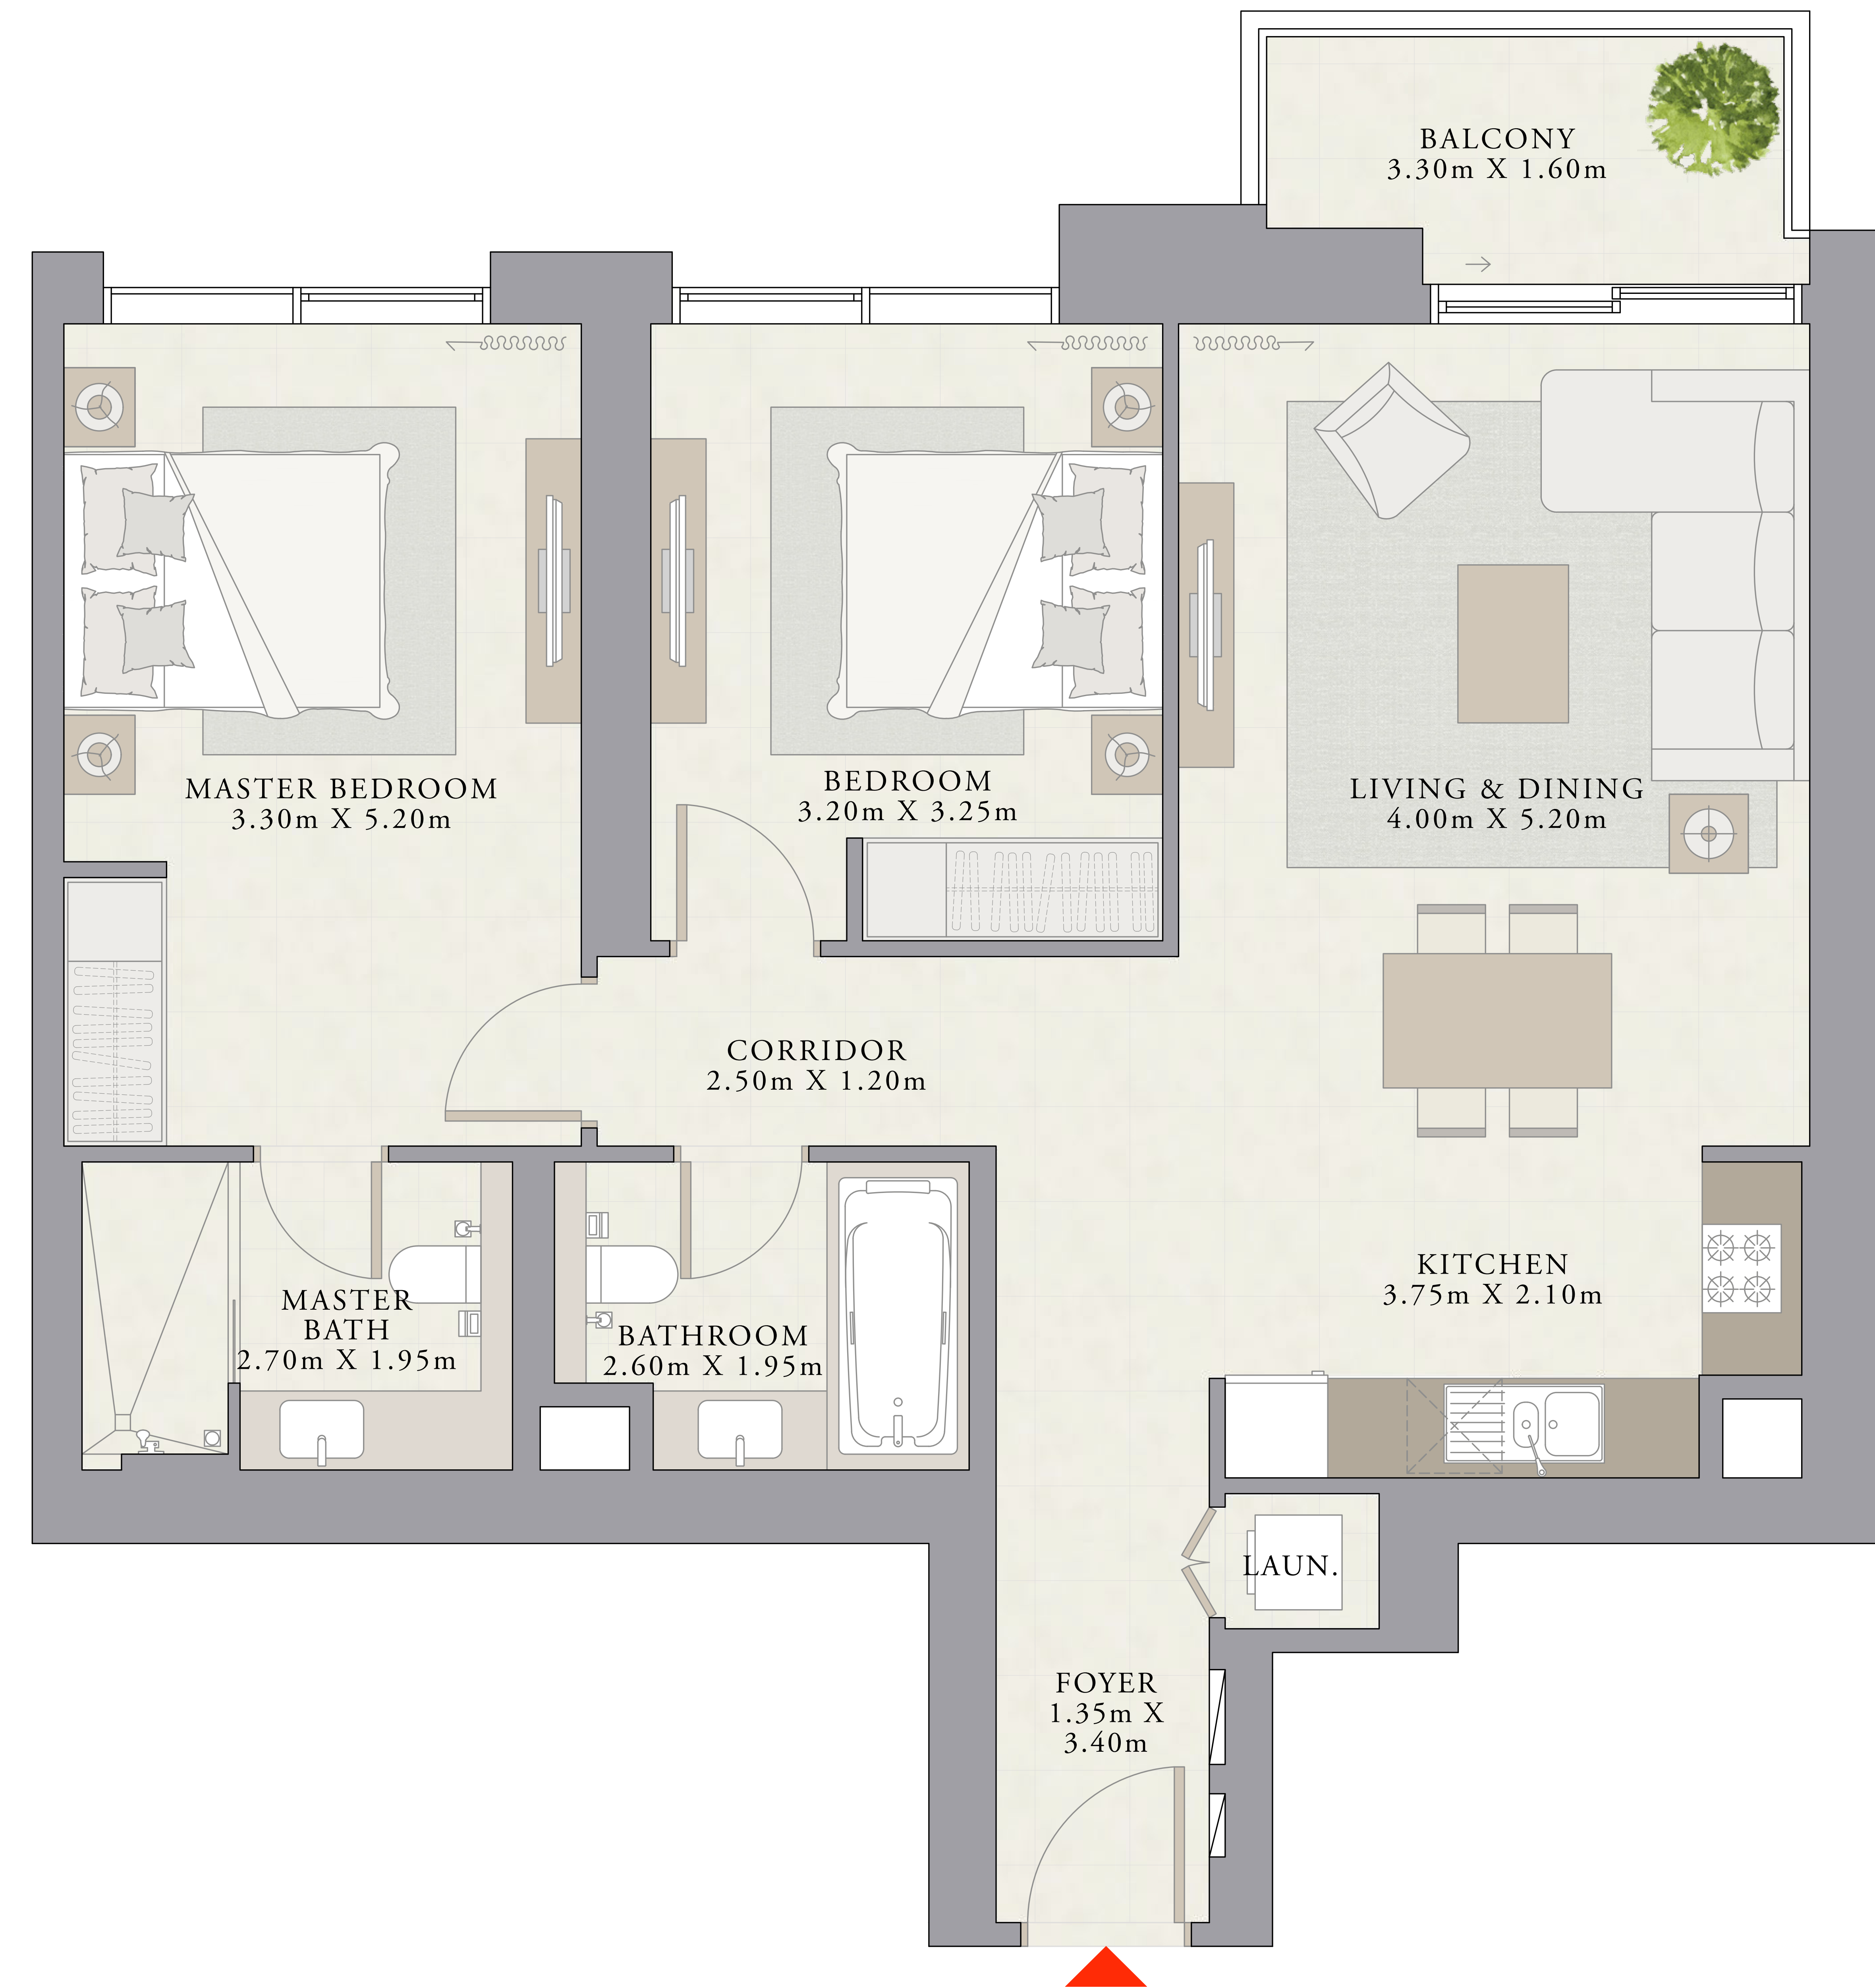 BALCONY
3.30m X 1.60m
MASTER BEDROOM
3.30m X 5.20m
BEDROOM
3.20m X 3.25m
LIVING & DINING
4.00m X 5.20m
CORRIDOR
2.50m X 1.20m
KITCHEN
3.75m X 2.10m
MASTER
BATH
2.70m X 1.95m
BATHROOM
2.60m X 1.95m
LAUN.
FOYER
1.35m X
3.40m